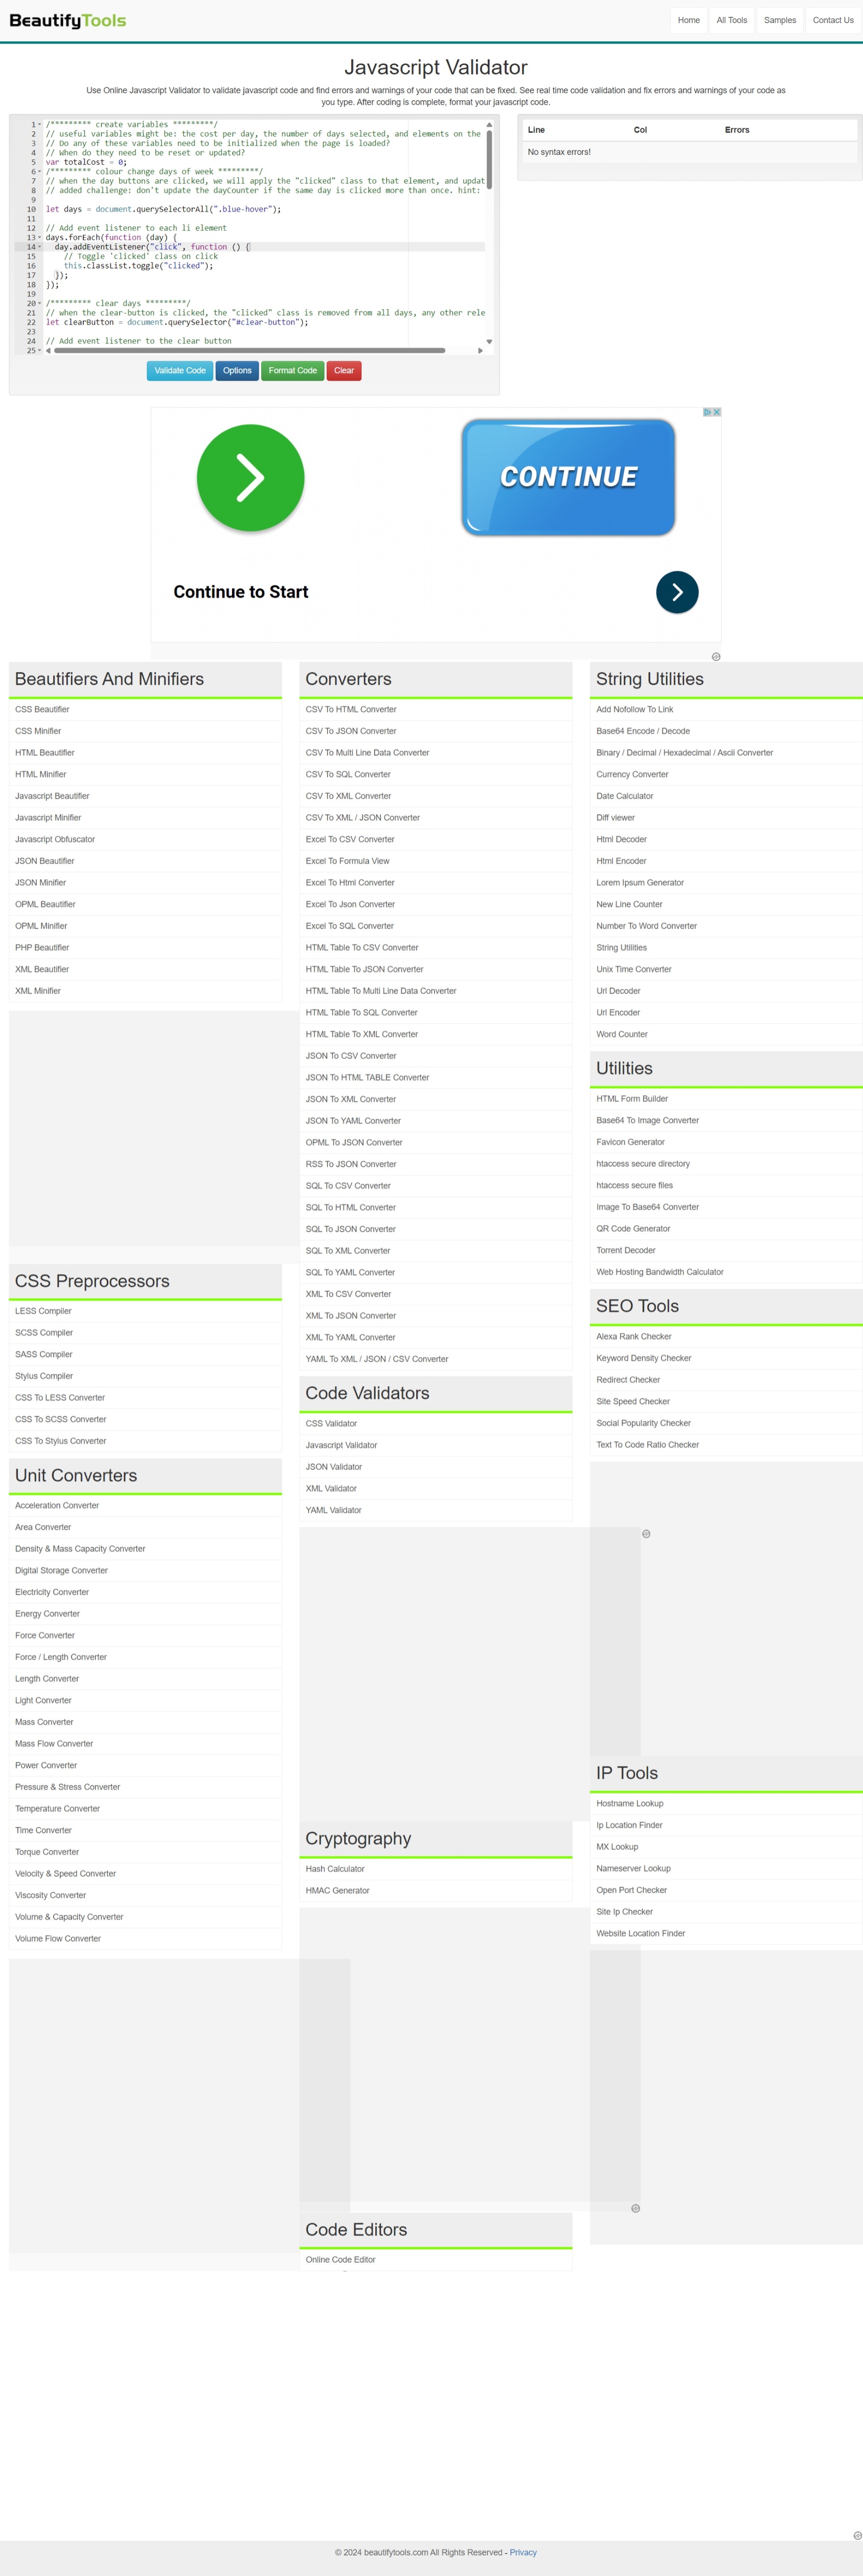 BeautifyTools
Home
All Tools
Samples
Contact Us
Javascript Validator
Use Online Javascript Validator to validate javascript code and find errors and warnings of your code that can be fixed. See real time code validation and fix errors and warnings of your code as
you type. After coding is complete, format your javascript code.
1 /********* create variables *********/
2 // useful variables might be: the cost per day, the number of days selected, and elements on the
3 // Do any of these variables need to be initialized when the page is loaded?
4 // When do they need to be reset or updated?
5 var totalCost = 0;
6 /********* colour change days of week *********/
7 // when the day buttons are clicked, we will apply the "clicked" class to that element, and updat
8 // added challenge: don't update the dayCounter if the same day is clicked more than once. hint:
9
10 let days = document.querySelectorAll(".blue-hover");
11
12 // Add event listener to each li element
13 days.forEach(function (day) {
14 day.addEventListener("click", function () {
15 // Toggle 'clicked' class on click
16 this.classList.toggle("clicked");
17 });
18 });
19
20 /********* clear days *********/
21 // when the clear-button is clicked, the "clicked" class is removed from all days, any other rele
22 let clearButton = document.querySelector("#clear-button");
23
24 // Add event listener to the clear button
25
Validate Code
Options
Format Code
Clear
Line Col Errors
No syntax errors!
CONTINUE
Continue to Start
Beautifiers And Minifiers
CSS Beautifier
CSS Minifier
HTML Beautifier
HTML Minifier
Javascript Beautifier
Javascript Minifier
Javascript Obfuscator
JSON Beautifier
JSON Minifier
OPML Beautifier
OPML Minifier
PHP Beautifier
XML Beautifier
XML Minifier
CSS Preprocessors
LESS Compiler
SCSS Compiler
SASS Compiler
Stylus Compiler
CSS To LESS Converter
CSS To SCSS Converter
CSS To Stylus Converter
Unit Converters
Acceleration Converter
Area Converter
Density & Mass Capacity Converter
Digital Storage Converter
Electricity Converter
Energy Converter
Force Converter
Force / Length Converter
Length Converter
Light Converter
Mass Converter
Mass Flow Converter
Power Converter
Pressure & Stress Converter
Temperature Converter
Time Converter
Torque Converter
Velocity & Speed Converter
Viscosity Converter
Volume & Capacity Converter
Volume Flow Converter
Converters
CSV To HTML Converter
CSV To JSON Converter
CSV To Multi Line Data Converter
CSV To SQL Converter
CSV To XML Converter
CSV To XML / JSON Converter
Excel To CSV Converter
Excel To Formula View
Excel To Html Converter
Excel To Json Converter
Excel To SQL Converter
HTML Table To CSV Converter
HTML Table To JSON Converter
HTML Table To Multi Line Data Converter
HTML Table To SQL Converter
HTML Table To XML Converter
JSON To CSV Converter
JSON To HTML TABLE Converter
JSON To XML Converter
JSON To YAML Converter
OPML To JSON Converter
RSS To JSON Converter
SQL To CSV Converter
SQL To HTML Converter
SQL To JSON Converter
SQL To XML Converter
SQL To YAML Converter
XML To CSV Converter
XML To JSON Converter
XML To YAML Converter
YAML To XML / JSON / CSV Converter
Code Validators
CSS Validator
Javascript Validator
JSON Validator
XML Validator
YAML Validator
Cryptography
Hash Calculator
HMAC Generator
Code Editors
Online Code Editor
String Utilities
Add Nofollow To Link
Base64 Encode / Decode
Binary / Decimal / Hexadecimal / Ascii Converter
Currency Converter
Date Calculator
Diff viewer
Html Decoder
Html Encoder
Lorem Ipsum Generator
New Line Counter
Number To Word Converter
String Utilities
Unix Time Converter
Url Decoder
Url Encoder
Word Counter
Utilities
HTML Form Builder
Base64 To Image Converter
Favicon Generator
htaccess secure directory
htaccess secure files
Image To Base64 Converter
QR Code Generator
Torrent Decoder
Web Hosting Bandwidth Calculator
SEO Tools
Alexa Rank Checker
Keyword Density Checker
Redirect Checker
Site Speed Checker
Social Popularity Checker
Text To Code Ratio Checker
IP Tools
Hostname Lookup
Ip Location Finder
MX Lookup
Nameserver Lookup
Open Port Checker
Site Ip Checker
Website Location Finder
© 2024 beautifytools.com All Rights Reserved - Privacy